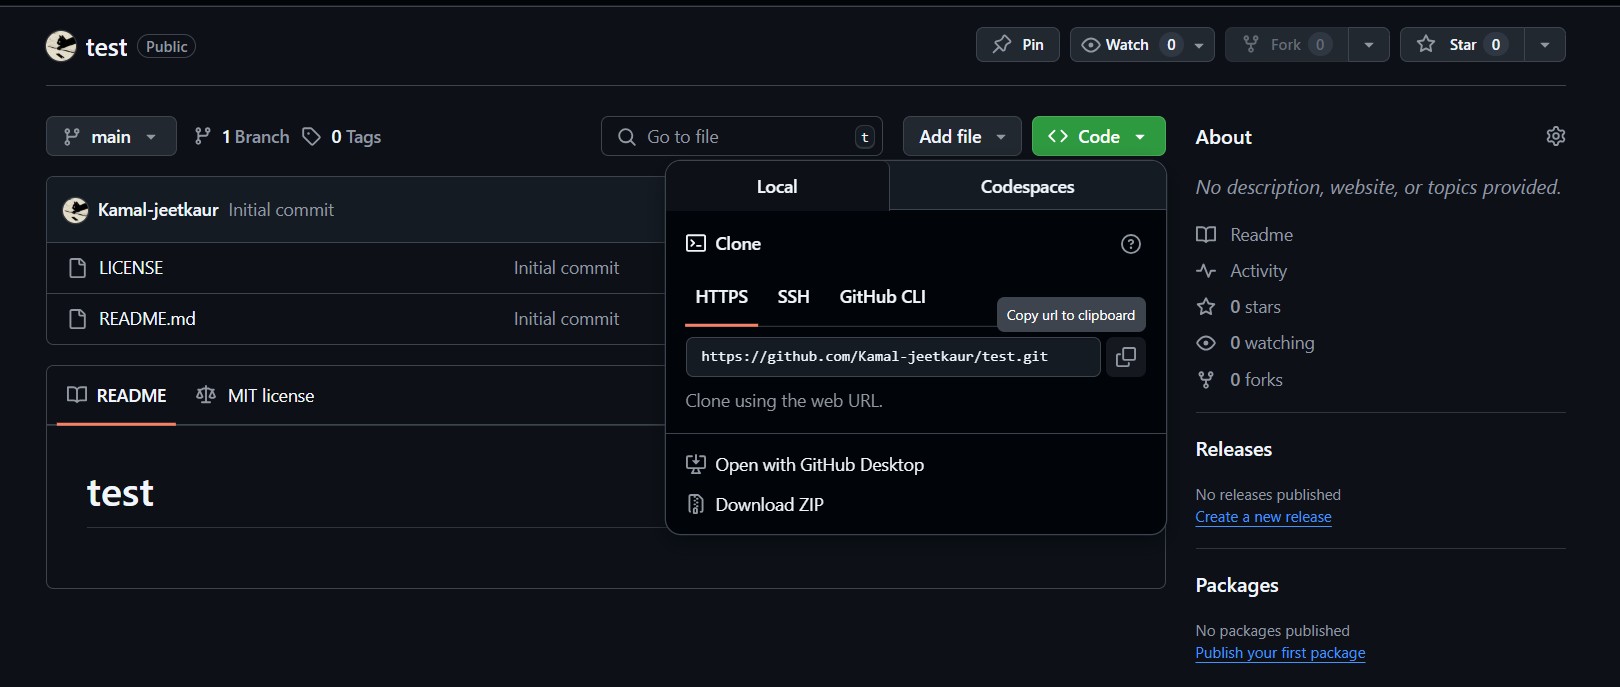 test Public
Pin
Watch 0
Fork 0
Star 0
main
1 Branch
0 Tags
Go to file t
Add file
Code
Kamal-jeetkaur Initial commit
LICENSE Initial commit
README.md Initial commit
README
MIT license
test
Local
Codespaces
Clone
HTTPS
SSH
GitHub CLI
Copy url to clipboard
https://github.com/Kamal-jeetkaur/test.git
Clone using the web URL.
Open with GitHub Desktop
Download ZIP
About
No description, website, or topics provided.
Readme
Activity
0 stars
0 watching
0 forks
Releases
No releases published
Create a new release
Packages
No packages published
Publish your first package